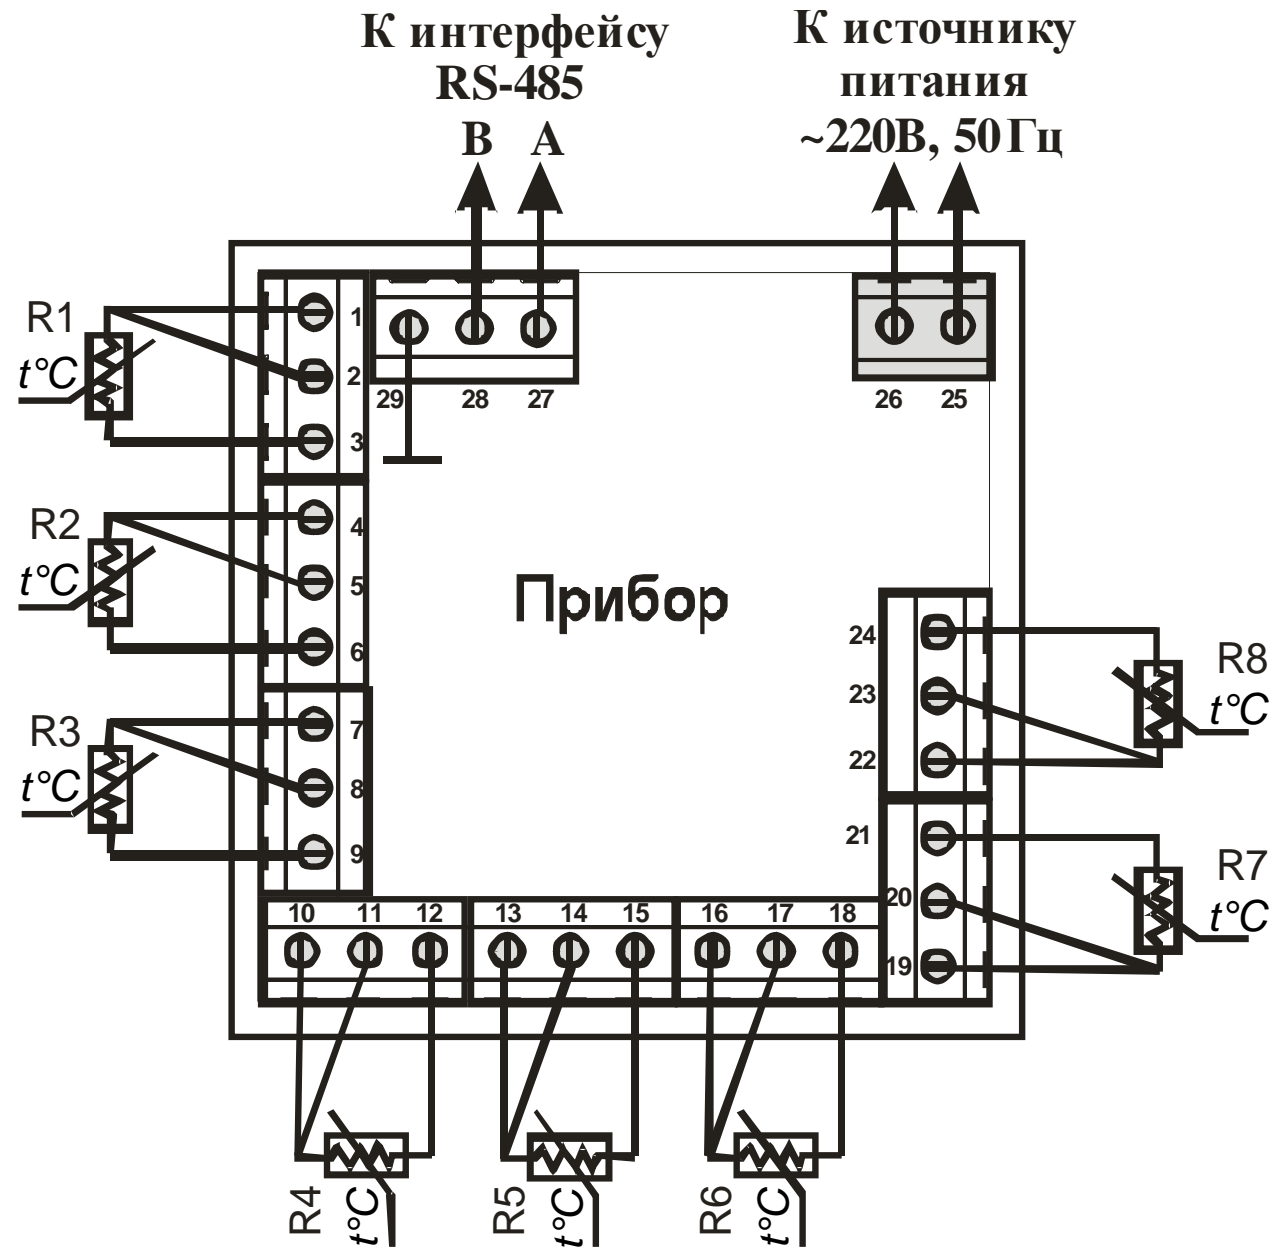 К интерфейсу
RS-485
B A
К источнику
питания
~220В, 50 Гц
R1
t°C
1
2
3
29 28 27
26 25
R2
t°C
4
5
6
Прибор
R3
t°C
7
8
9
24
23
22
R8
t°C
21
20
19
R7
t°C
10 11 12 13 14 15 16 17 18
R4
t°C
R5
t°C
R6
t°C